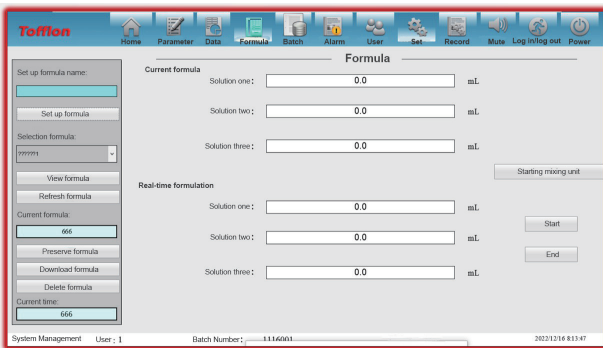 Tofflon
Home Parameter Data Formula Batch Alarm User Set Record Mute Log in/log out Power
Formula
Set up formula name:
Set up formula
Selection formula:
??????1
View formula
Refresh formula
Current formula:
666
Preserve formula
Download formula
Delete formula
Current time:
666
Current formula
Solution one: 0.0 mL
Solution two: 0.0 mL
Solution three: 0.0 mL
Real-time formulation
Solution one: 0.0 mL
Solution two: 0.0 mL
Solution three: 0.0 mL
Starting mixing unit
Start
End
System Management User: 1 Batch Number: 1116001 2022/12/16 8:13:47